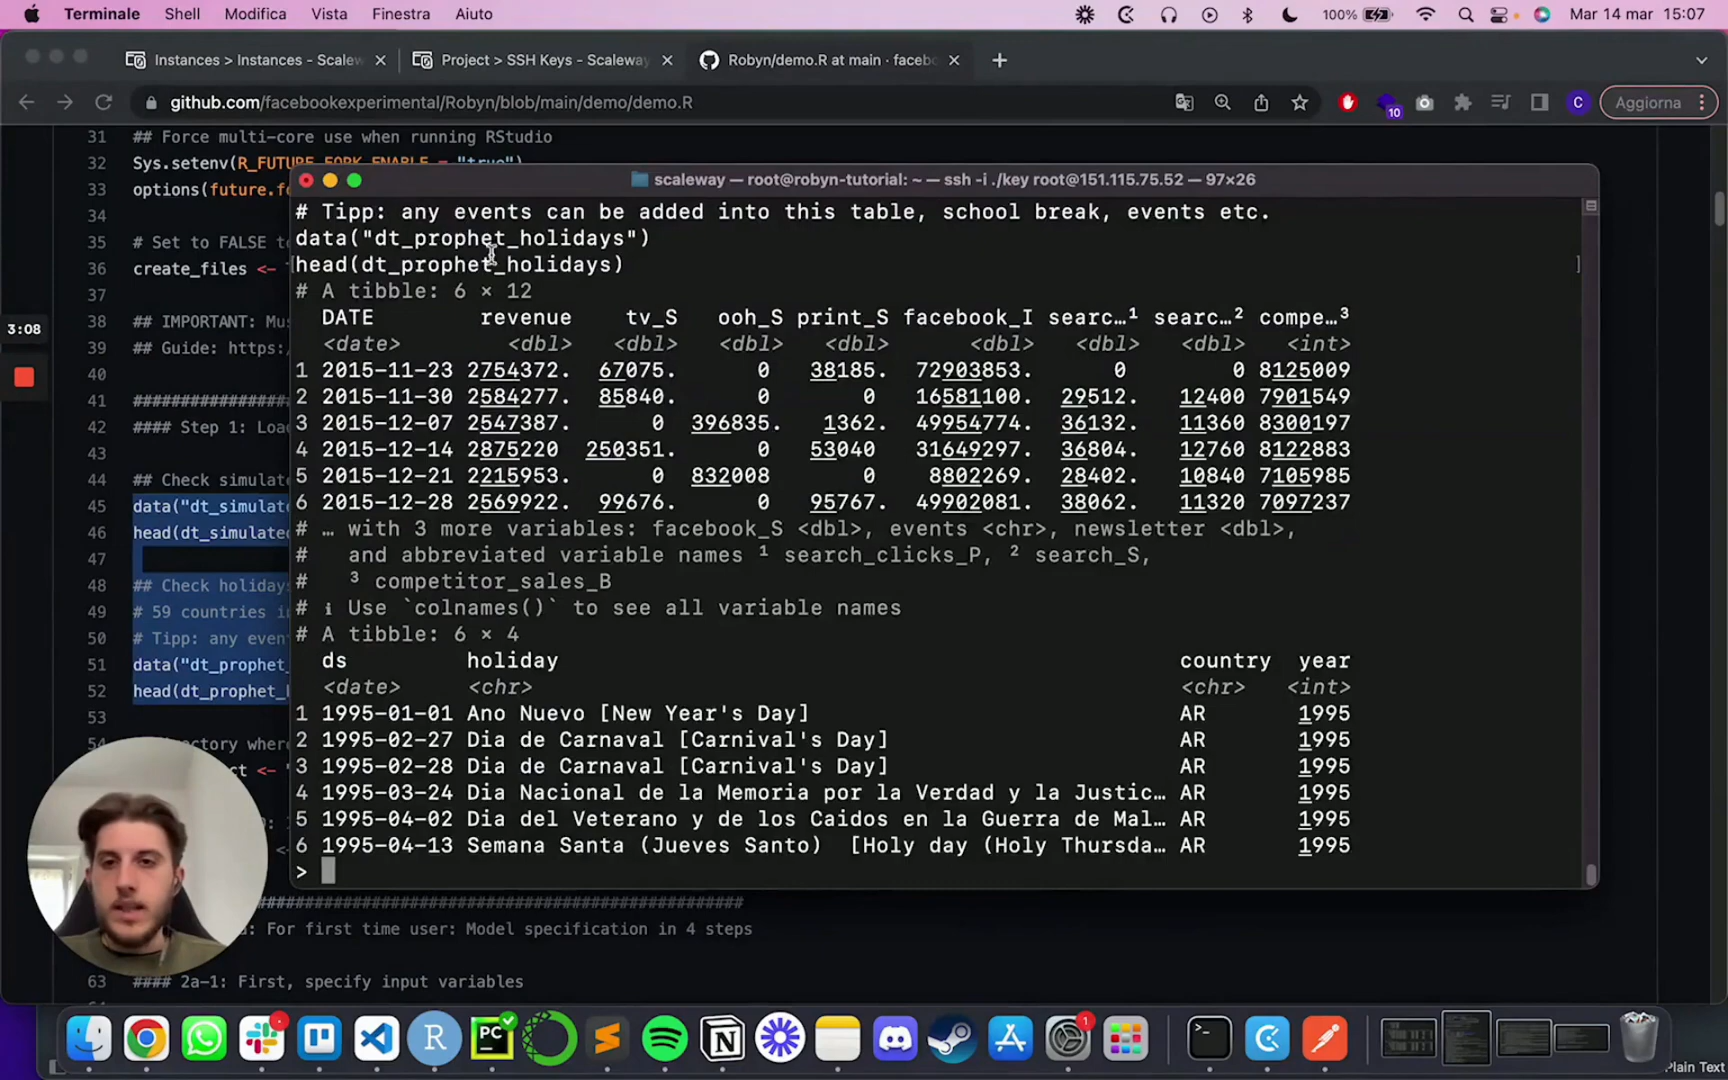 Terminale Shell Modifica Vista Finestra Aiuto 100% Mar 14 mar 15:07
Instances > Instances - Scalew Project > SSH Keys - Scaleway Robyn/demo.R at main · facebo
github.com/facebookexperimental/Robyn/blob/main/demo/demo.R 10 C Aggiorna
31 ## Force multi-core use when running RStudio
32 Sys.setenv(R_FUTURE_FORK_ENABLE = "true")
33 options(future.fo
34
35 # Set to FALSE to
36 create_files <-
37
38 ## IMPORTANT: Mus
39 ## Guide: https:/
40
41 ################
42 #### Step 1: Loa
43
44 ## Check simulate
45 data("dt_simulate
46 head(dt_simulated
47
48 ## Check holidays
49 # 59 countries i
50 # Tipp: any event
51 data("dt_prophet_
52 head(dt_prophet_h
53
3:08
scaleway — root@robyn-tutorial: ~ — ssh -i ./key root@151.115.75.52 — 97×26
# Tipp: any events can be added into this table, school break, events etc.
data("dt_prophet_holidays")
head(dt_prophet_holidays)
# A tibble: 6 × 12
DATE revenue tv_S ooh_S print_S facebook_I searc…¹ searc…² compe…³
<date> <dbl> <dbl> <dbl> <dbl> <dbl> <dbl> <dbl> <int>
1 2015-11-23 2754372. 67075. 0 38185. 72903853. 0 0 8125009
2 2015-11-30 2584277. 85840. 0 0 16581100. 29512. 12400 7901549
3 2015-12-07 2547387. 0 396835. 1362. 49954774. 36132. 11360 8300197
4 2015-12-14 2875220 250351. 0 53040 31649297. 36804. 12760 8122883
5 2015-12-21 2215953. 0 832008 0 8802269. 28402. 10840 7105985
6 2015-12-28 2569922. 99676. 0 95767. 49902081. 38062. 11320 7097237
# … with 3 more variables: facebook_S <dbl>, events <chr>, newsletter <dbl>,
# and abbreviated variable names ¹ search_clicks_P, ² search_S,
# ³ competitor_sales_B
# ℹ Use `colnames()` to see all variable names
# A tibble: 6 × 4
ds holiday country year
<date> <chr> <chr> <int>
1 1995-01-01 Ano Nuevo [New Year's Day] AR 1995
2 1995-02-27 Dia de Carnaval [Carnival's Day] AR 1995
3 1995-02-28 Dia de Carnaval [Carnival's Day] AR 1995
4 1995-03-24 Dia Nacional de la Memoria por la Verdad y la Justic… AR 1995
5 1995-04-02 Dia del Veterano y de los Caidos en la Guerra de Mal… AR 1995
6 1995-04-13 Semana Santa (Jueves Santo) [Holy day (Holy Thursda… AR 1995
>
: For first time user: Model specification in 4 steps
63 #### 2a-1: First, specify input variables
PC R 1
Plain Text